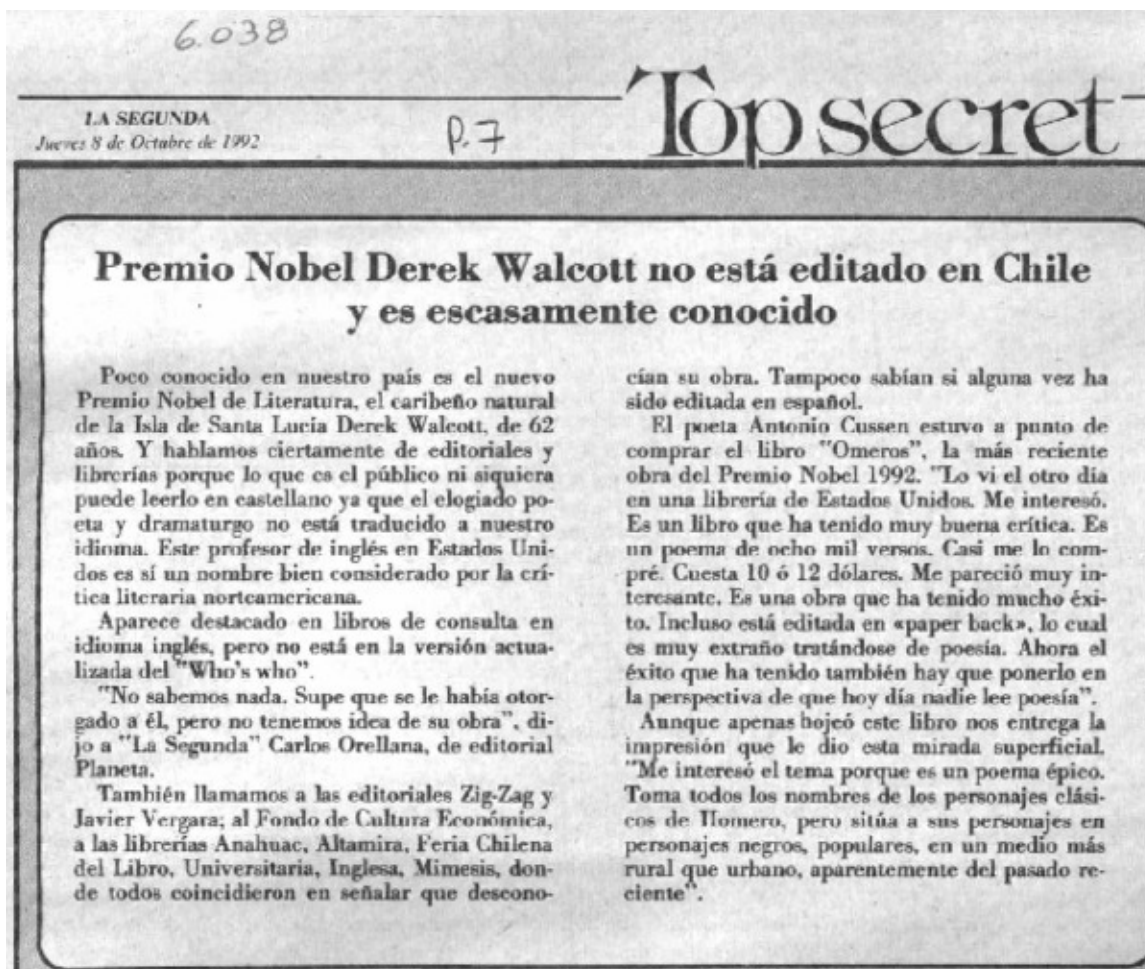 6.038
LA SEGUNDA
Jueves 8 de Octubre de 1992
p.7
Top secret
Premio Nobel Derek Walcott no está editado en Chile
y es escasamente conocido
Poco conocido en nuestro país es el nuevo
Premio Nobel de Literatura, el caribeño natural
de la Isla de Santa Lucía Derek Walcott, de 62
años. Y hablamos ciertamente de editoriales y
librerías porque lo que es el público ni siquiera
puede leerlo en castellano ya que el elogiado po-
eta y dramaturgo no está traducido a nuestro
idioma. Este profesor de inglés en Estados Uni-
dos es sí un nombre bien considerado por la crí-
tica literaria norteamericana.
Aparece destacado en libros de consulta en
idioma inglés, pero no está en la versión actua-
lizada del "Who's who".
"No sabemos nada. Supe que se le había otor-
gado a él, pero no tenemos idea de su obra", di-
jo a "La Segunda" Carlos Orellana, de editorial
Planeta.
También llamamos a las editoriales Zig-Zag y
Javier Vergara; al Fondo de Cultura Económica,
a las librerías Anahuac, Altamira, Feria Chilena
del Libro, Universitaria, Inglesa, Mimesis, don-
de todos coincidieron en señalar que descono-
cían su obra. Tampoco sabían si alguna vez ha
sido editada en español.
El poeta Antonio Cussen estuvo a punto de
comprar el libro "Omeros", la más reciente
obra del Premio Nobel 1992. "Lo vi el otro día
en una librería de Estados Unidos. Me interesó.
Es un libro que ha tenido muy buena crítica. Es
un poema de ocho mil versos. Casi me lo com-
pré. Cuesta 10 ó 12 dólares. Me pareció muy in-
teresante. Es una obra que ha tenido mucho éxi-
to. Incluso está editada en «paper back», lo cual
es muy extraño tratándose de poesía. Ahora el
éxito que ha tenido también hay que ponerlo en
la perspectiva de que hoy día nadie lee poesía".
Aunque apenas hojeó este libro nos entrega la
impresión que le dio esta mirada superficial.
"Me interesó el tema porque es un poema épico.
Toma todos los nombres de los personajes clási-
cos de Homero, pero sitúa a sus personajes en
personajes negros, populares, en un medio más
rural que urbano, aparentemente del pasado re-
ciente".